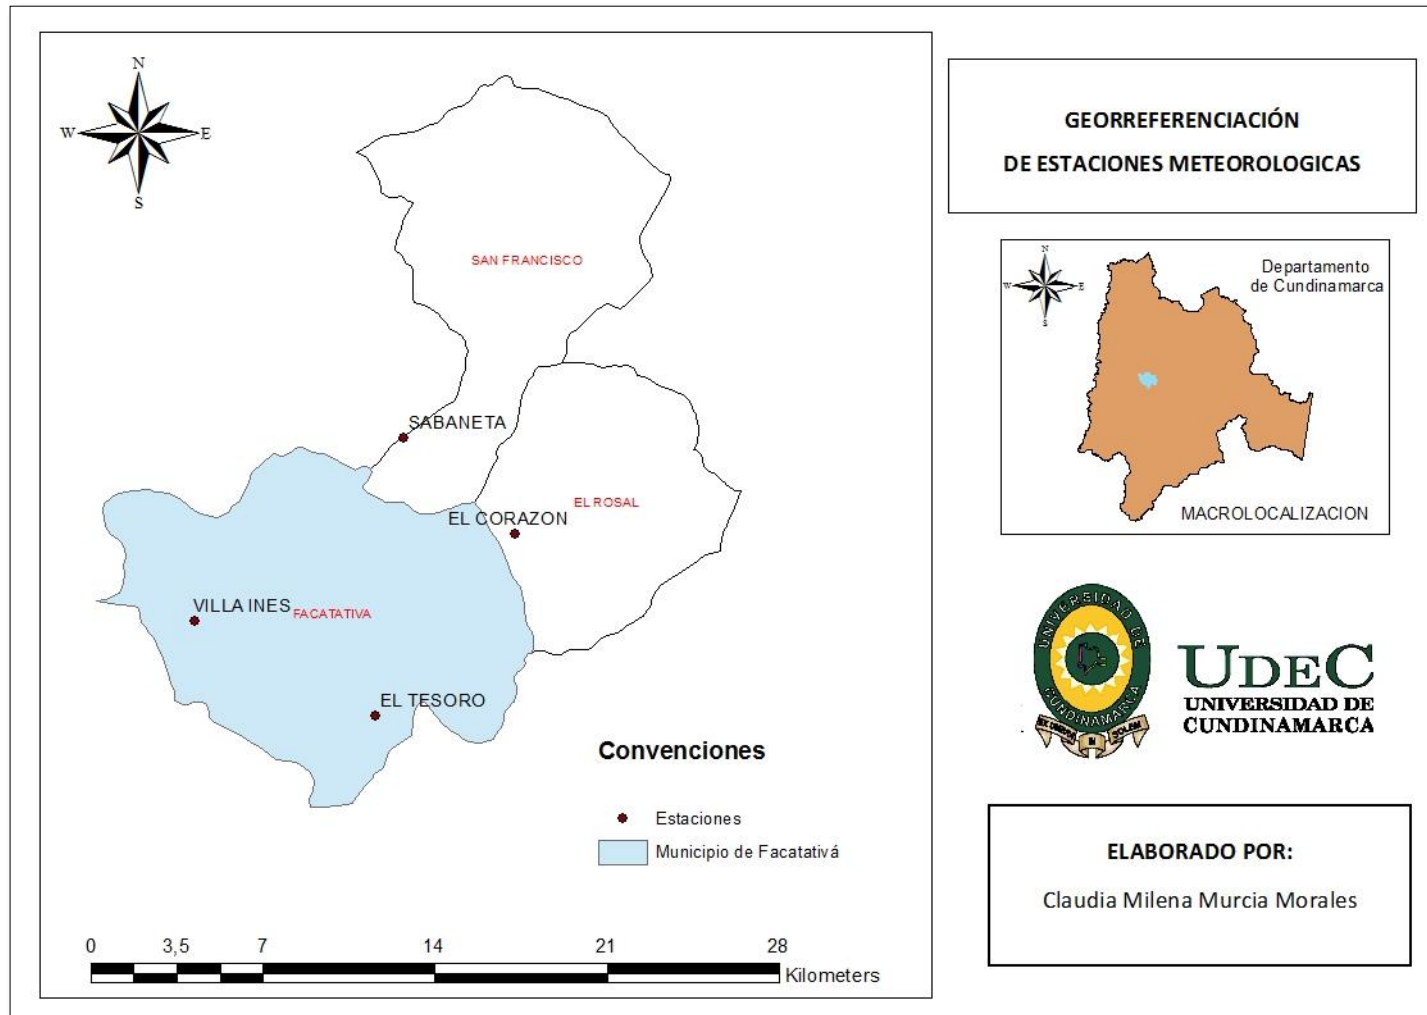 N
W
E
S
SAN FRANCISCO
SABANETA
EL ROSAL
EL CORAZON
VILLA INES
FACATATIVA
EL TESORO
Convenciones
Estaciones
Municipio de Facatativá
0 3,5 7 14 21 28
Kilometers
GEORREFERENCIACIÓN
DE ESTACIONES METEOROLOGICAS
N
W
E
S
Departamento
de Cundinamarca
MACROLOCALIZACION
UNIVERSIDAD DE
CUNDINAMARCA
IN
SOLEM
UDEC
UNIVERSIDAD DE
CUNDINAMARCA
ELABORADO POR:
Claudia Milena Murcia Morales